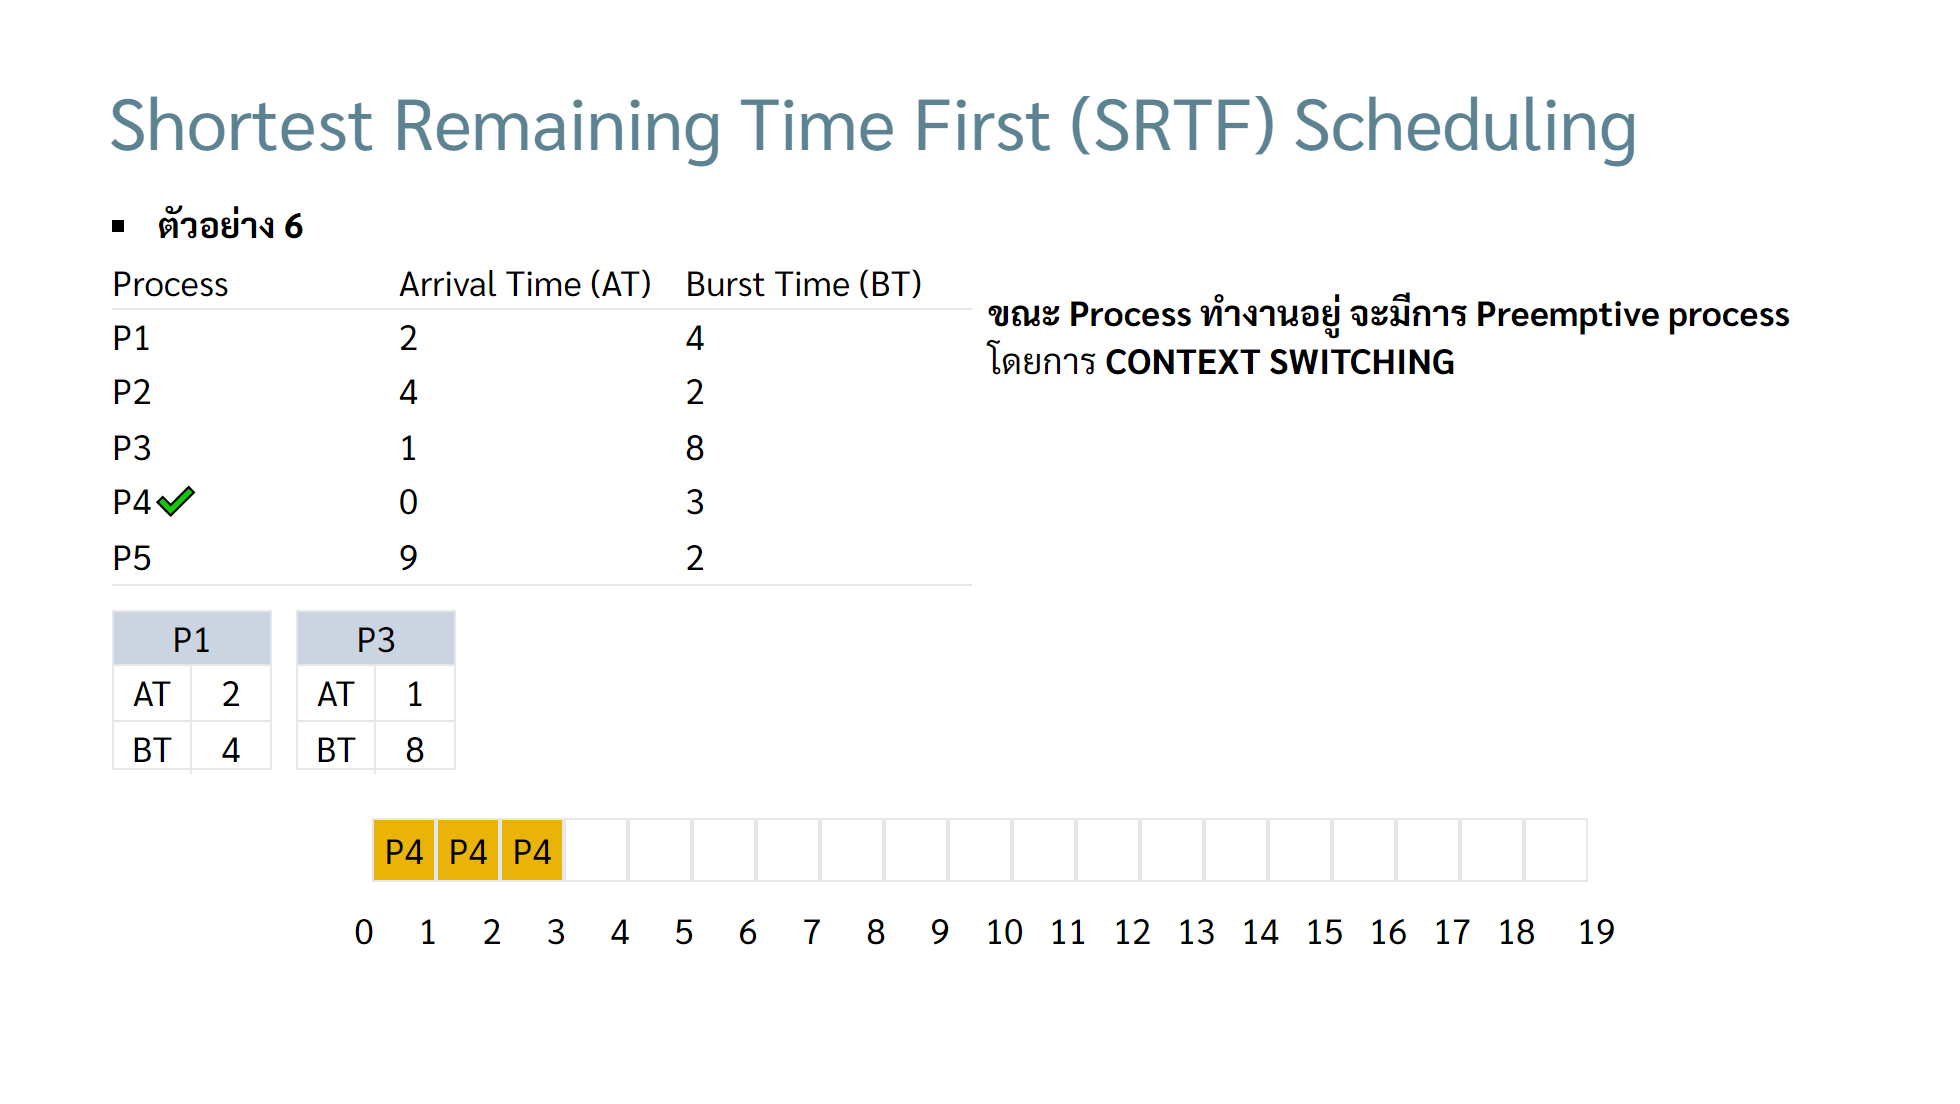 Shortest Remaining Time First (SRTF) Scheduling
▪ ตัวอย่าง 6
Process Arrival Time (AT) Burst Time (BT)
P1 2 4
P2 4 2
P3 1 8
P4 0 3
P5 9 2
ขณะ Process ทำงานอยู่ จะมีการ Preemptive process
โดยการ CONTEXT SWITCHING
P1 P3
AT 2 AT 1
BT 4 BT 8
P4 P4 P4
0 1 2 3 4 5 6 7 8 9 10 11 12 13 14 15 16 17 18 19